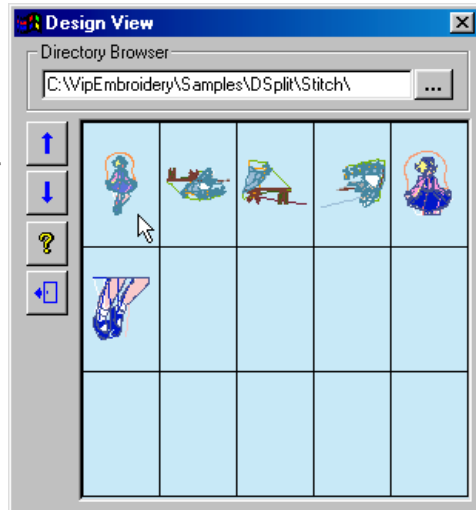 Design View
Directory Browser
C:\VipEmbroidery\Samples\DSplit\Stitch\
...
?